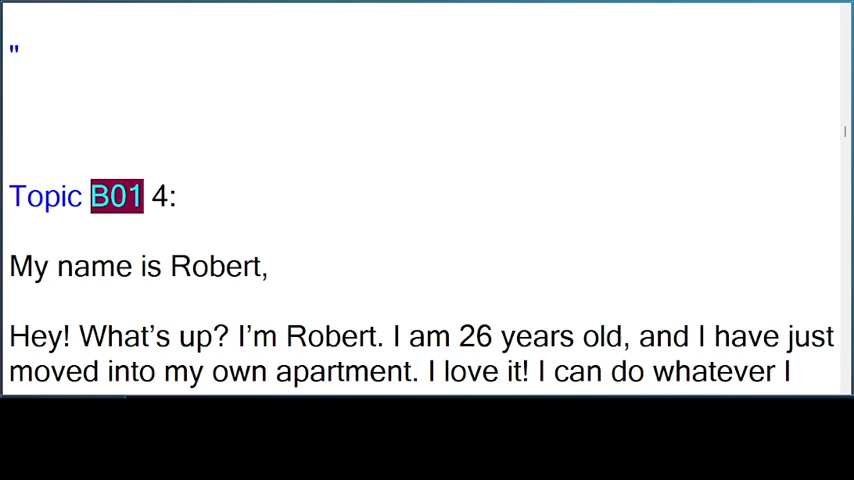 "
Topic B01 4:
My name is Robert,
Hey! What’s up? I’m Robert. I am 26 years old, and I have just
moved into my own apartment. I love it! I can do whatever I